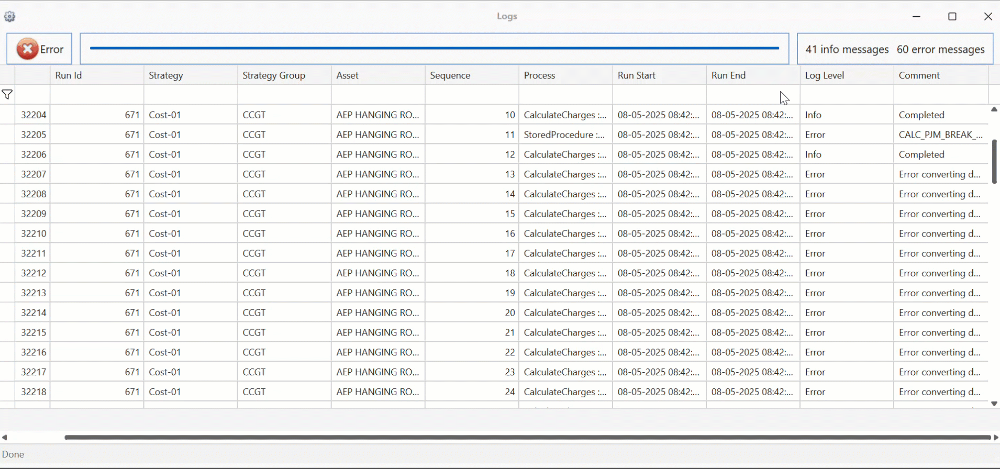 Logs
Error
41 info messages 60 error messages
Run Id Strategy Strategy Group Asset Sequence Process Run Start Run End Log Level Comment
32204 671 Cost-01 CCGT AEP HANGING RO... 10 CalculateCharges :... 08-05-2025 08:42:... 08-05-2025 08:42:... Info Completed
32205 671 Cost-01 CCGT AEP HANGING RO... 11 StoredProcedure :... 08-05-2025 08:42:... 08-05-2025 08:42:... Error CALC_PJM_BREAK_...
32206 671 Cost-01 CCGT AEP HANGING RO... 12 CalculateCharges :... 08-05-2025 08:42:... 08-05-2025 08:42:... Info Completed
32207 671 Cost-01 CCGT AEP HANGING RO... 13 CalculateCharges :... 08-05-2025 08:42:... 08-05-2025 08:42:... Error Error converting d...
32208 671 Cost-01 CCGT AEP HANGING RO... 14 CalculateCharges :... 08-05-2025 08:42:... 08-05-2025 08:42:... Error Error converting d...
32209 671 Cost-01 CCGT AEP HANGING RO... 15 CalculateCharges :... 08-05-2025 08:42:... 08-05-2025 08:42:... Error Error converting d...
32210 671 Cost-01 CCGT AEP HANGING RO... 16 CalculateCharges :... 08-05-2025 08:42:... 08-05-2025 08:42:... Error Error converting d...
32211 671 Cost-01 CCGT AEP HANGING RO... 17 CalculateCharges :... 08-05-2025 08:42:... 08-05-2025 08:42:... Error Error converting d...
32212 671 Cost-01 CCGT AEP HANGING RO... 18 CalculateCharges :... 08-05-2025 08:42:... 08-05-2025 08:42:... Error Error converting d...
32213 671 Cost-01 CCGT AEP HANGING RO... 19 CalculateCharges :... 08-05-2025 08:42:... 08-05-2025 08:42:... Error Error converting d...
32214 671 Cost-01 CCGT AEP HANGING RO... 20 CalculateCharges :... 08-05-2025 08:42:... 08-05-2025 08:42:... Error Error converting d...
32215 671 Cost-01 CCGT AEP HANGING RO... 21 CalculateCharges :... 08-05-2025 08:42:... 08-05-2025 08:42:... Error Error converting d...
32216 671 Cost-01 CCGT AEP HANGING RO... 22 CalculateCharges :... 08-05-2025 08:42:... 08-05-2025 08:42:... Error Error converting d...
32217 671 Cost-01 CCGT AEP HANGING RO... 23 CalculateCharges :... 08-05-2025 08:42:... 08-05-2025 08:42:... Error Error converting d...
32218 671 Cost-01 CCGT AEP HANGING RO... 24 CalculateCharges :... 08-05-2025 08:42:... 08-05-2025 08:42:... Error Error converting d...
Done